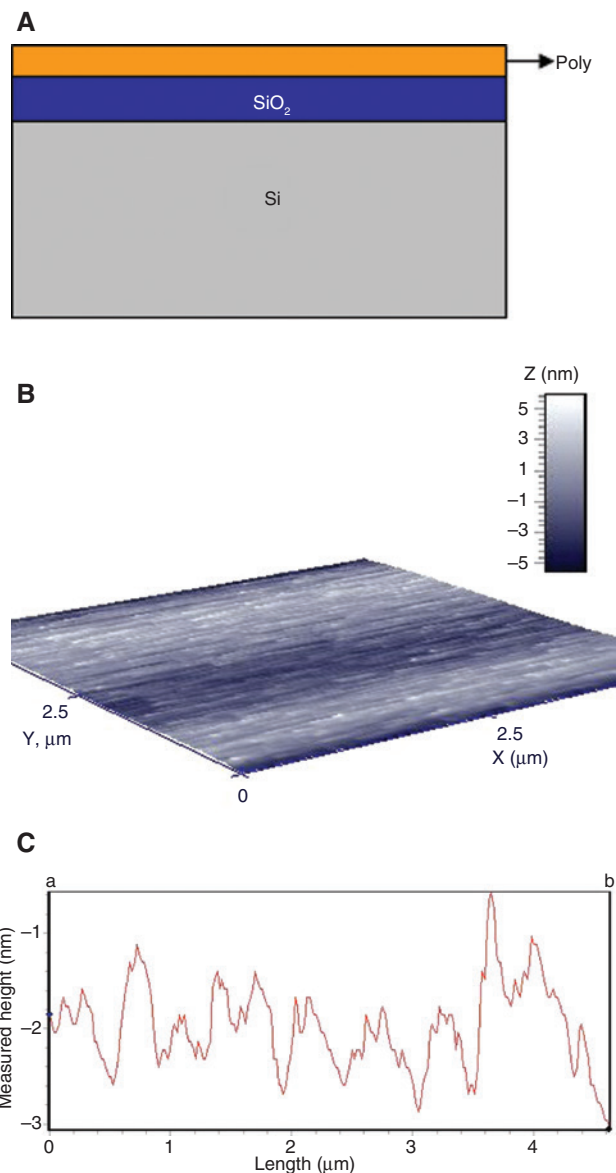 A
Poly
SiO₂
Si
B
Z (nm)
5
3
1
–1
–3
–5
2.5
Y, μm
2.5
X (μm)
0
C
a b
–1
–2
–3
Measured height (nm)
0 1 2 3 4
Length (μm)